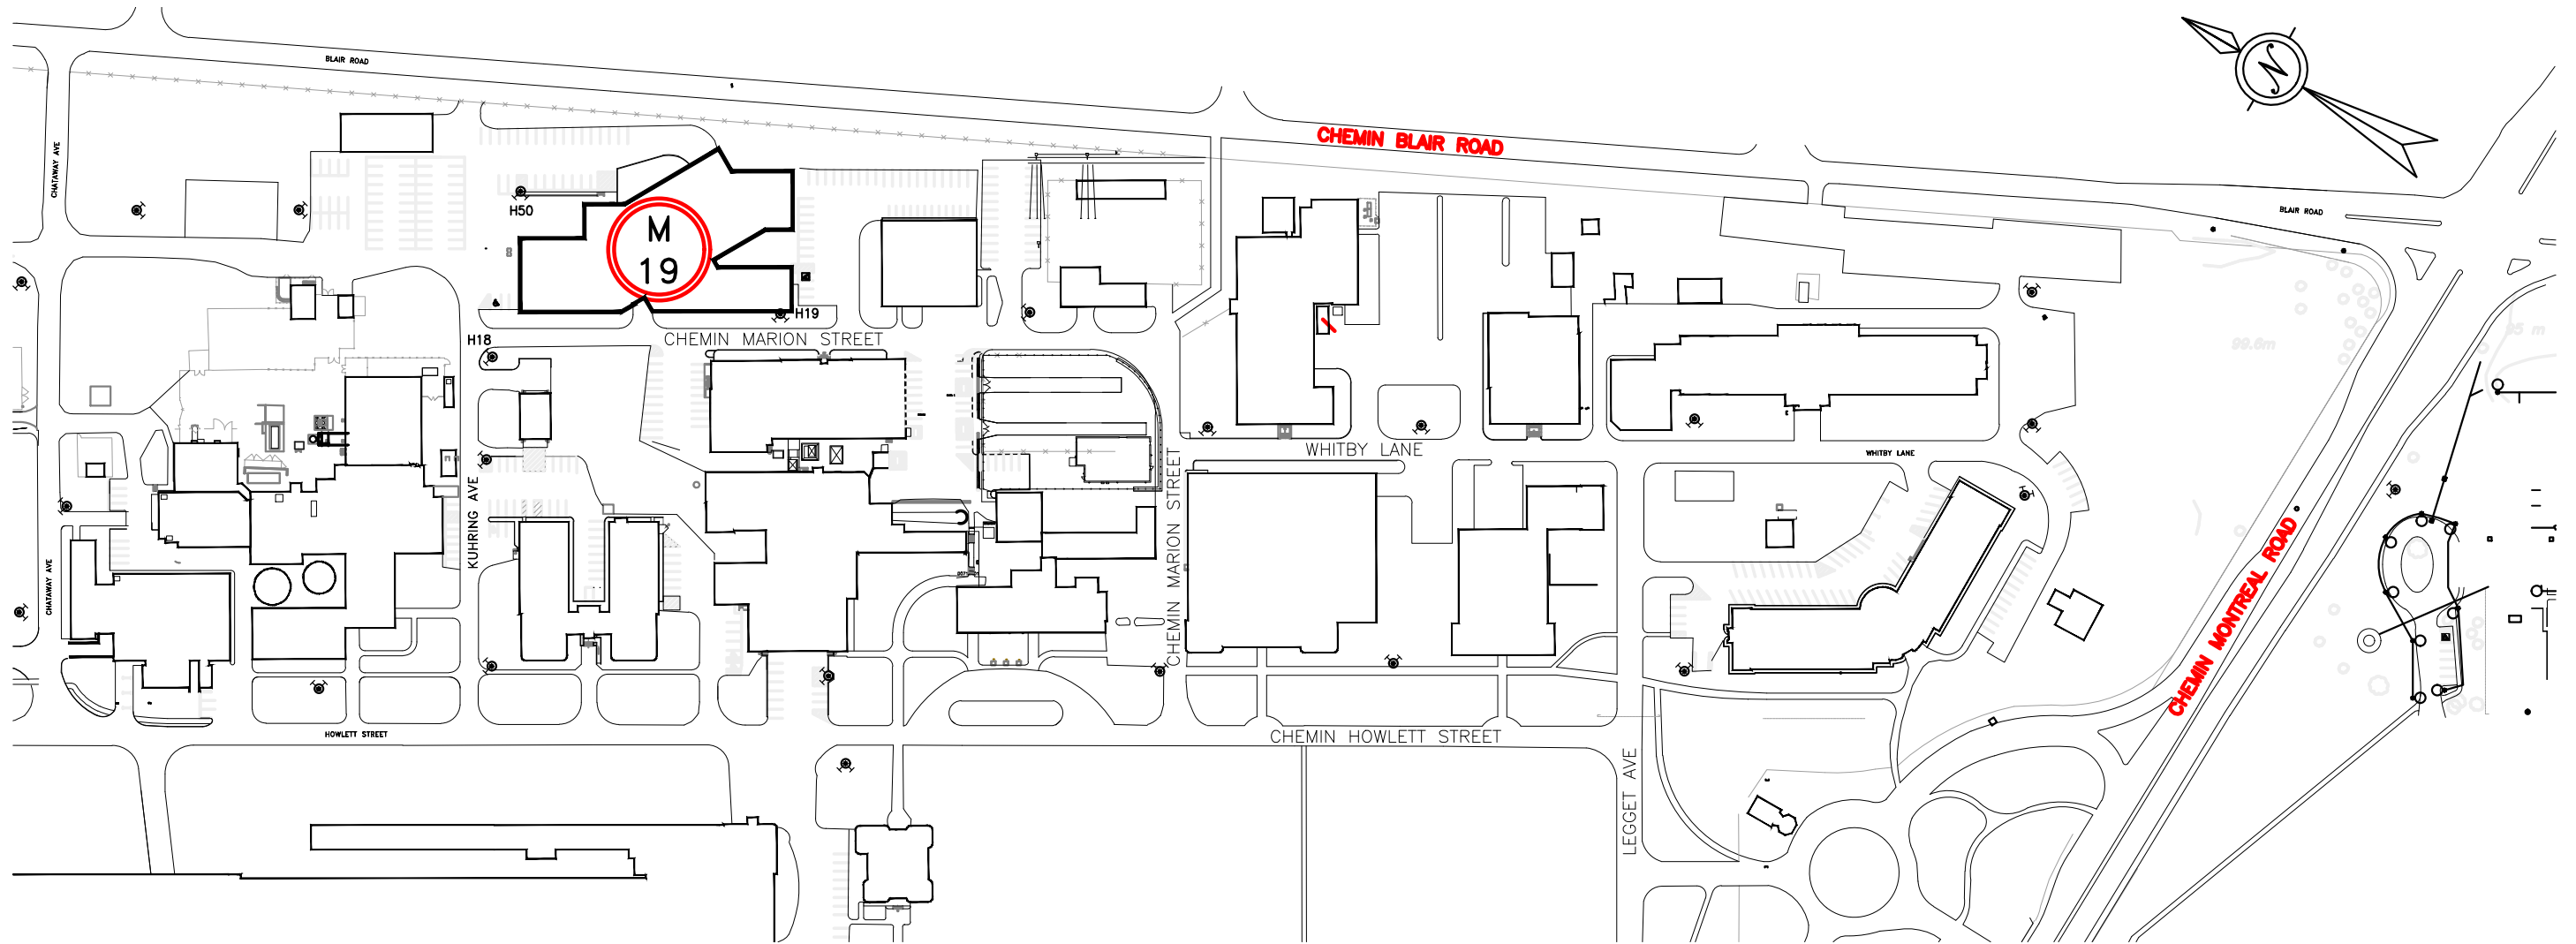 BLAIR ROAD
CHEMIN BLAIR ROAD
N
CHATAWAY AVE
H50
M
19
BLAIR ROAD
H19
CHEMIN MARION STREET
H18
99.6m
95 m
WHITBY LANE
WHITBY LANE
KUHRING AVE
CHEMIN MARION STREET
CHATAWAY AVE
CHEMIN MONTREAL ROAD
HOWLETT STREET
CHEMIN HOWLETT STREET
LEGGET AVE